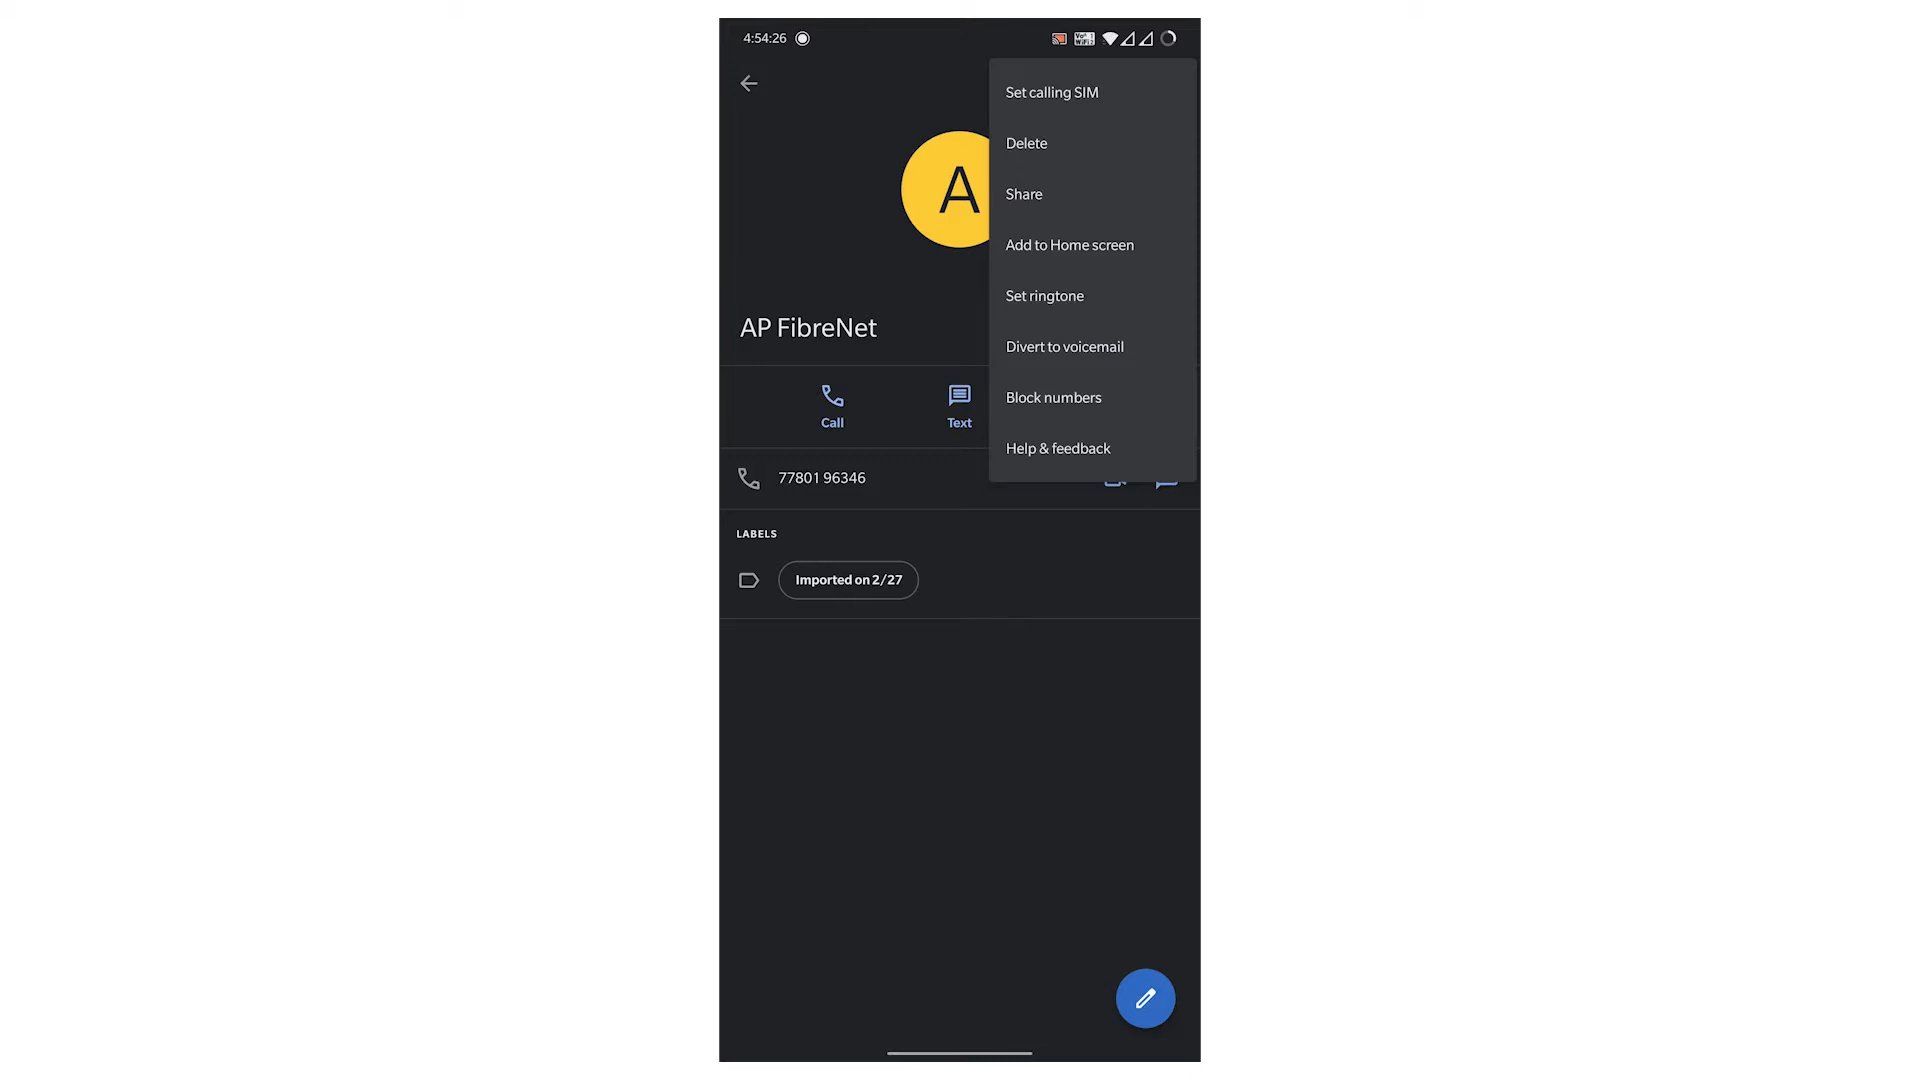 4:54:26
Set calling SIM
Delete
Share
Add to Home screen
Set ringtone
Divert to voicemail
Block numbers
Help & feedback
A
AP FibreNet
Call
Text
77801 96346
LABELS
Imported on 2/27